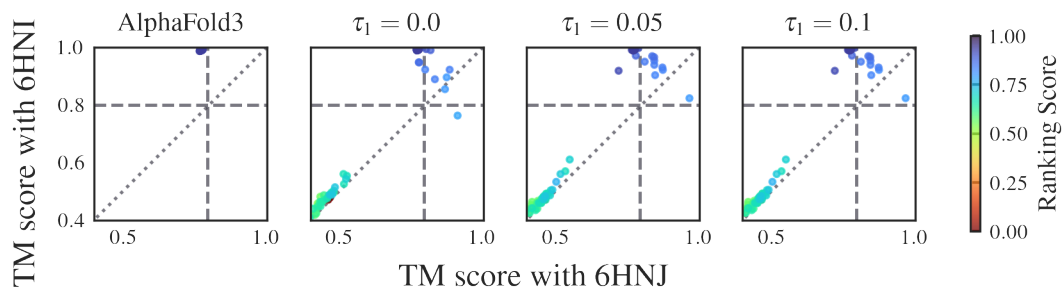 AlphaFold3
τ₁ = 0.0
τ₁ = 0.05
τ₁ = 0.1
TM score with 6HNI
1.0
0.8
0.6
0.4
0.5 1.0
0.5 1.0
0.5 1.0
0.5 1.0
TM score with 6HNJ
1.00
0.75
0.50
0.25
0.00
Ranking Score